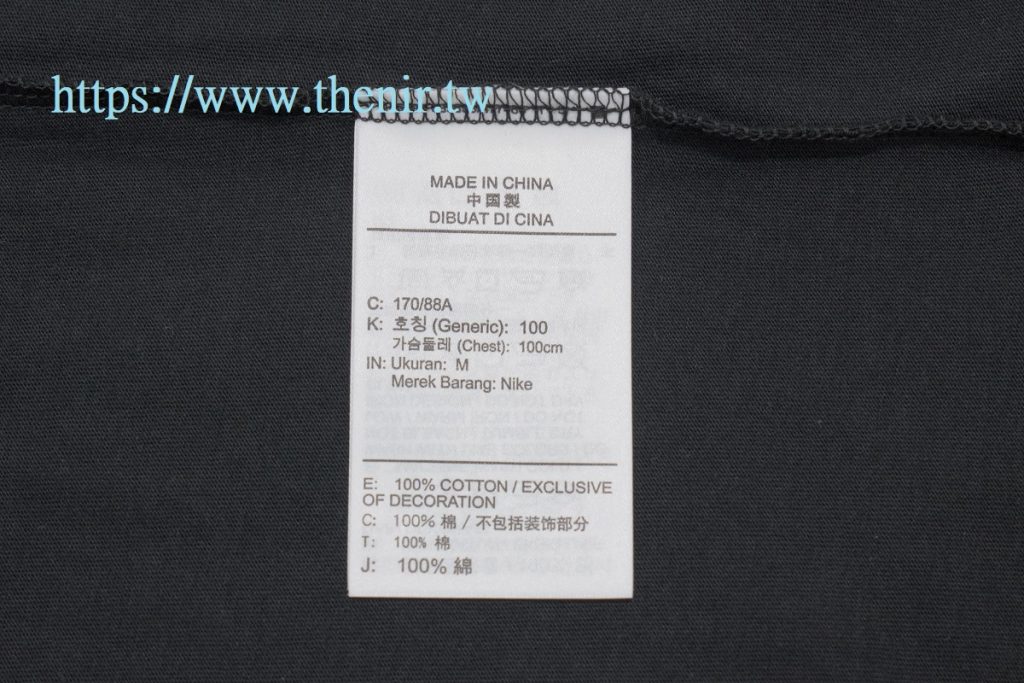 https://www.thenir.tw
MADE IN CHINA
中国製
DIBUAT DI CINA
C: 170/88A
K: 호칭 (Generic): 100
가슴둘레 (Chest): 100cm
IN: Ukuran: M
Merek Barang: Nike
E: 100% COTTON / EXCLUSIVE
OF DECORATION
C: 100% 棉 / 不包括装饰部分
T: 100% 棉
J: 100% 綿